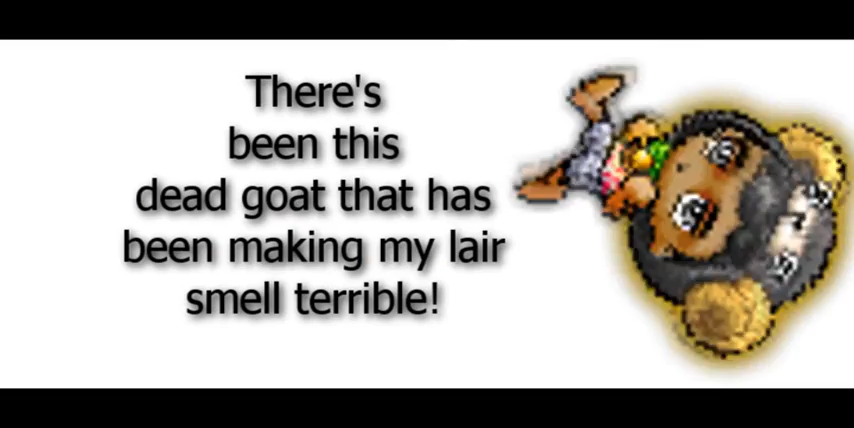 There's
been this
dead goat that has
been making my lair
smell terrible!